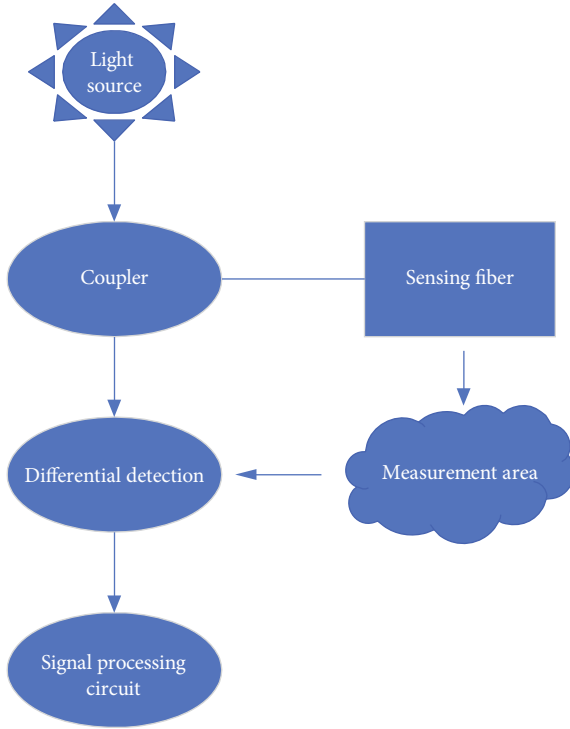 Light
source
Coupler
Sensing fiber
Differential detection
Measurement area
Signal processing
circuit